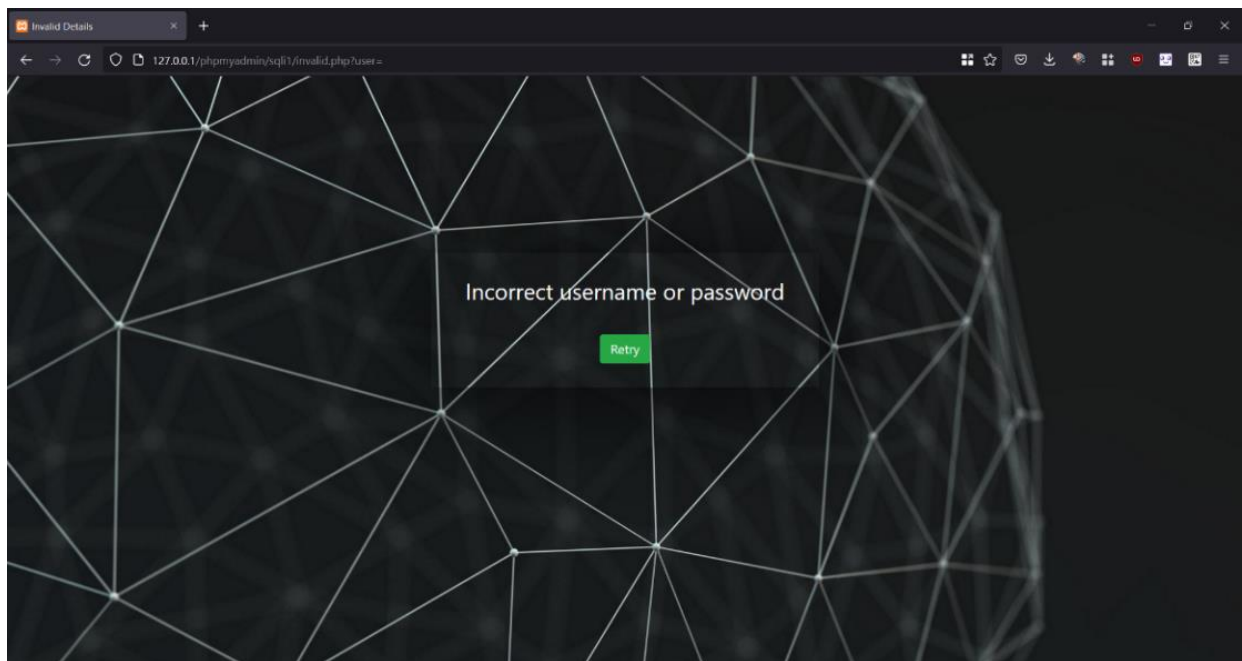 Invalid Details
127.0.0.1/phpmyadmin/sqli1/invalid.php?user=
Incorrect username or password
Retry